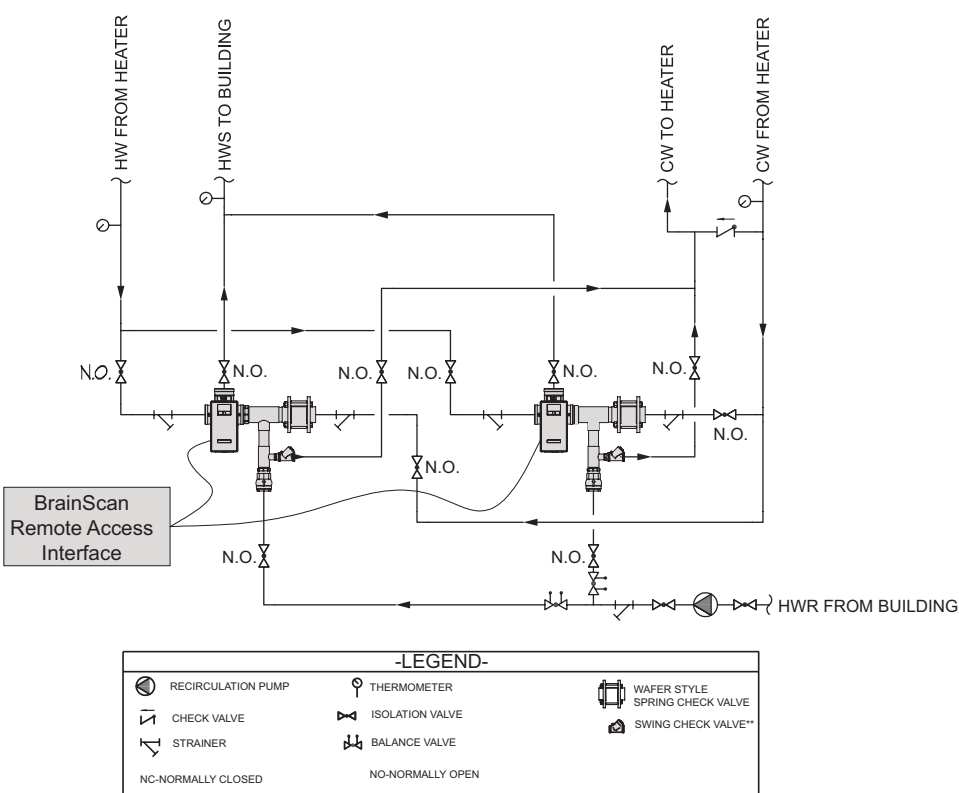 HW FROM HEATER
HWS TO BUILDING
CW TO HEATER
CW FROM HEATER
N.O.
N.O.
N.O.
N.O.
N.O.
N.O.
N.O.
N.O.
BrainScan
Remote Access
Interface
N.O.
N.O.
HWR FROM BUILDING
-LEGEND-
RECIRCULATION PUMP
THERMOMETER
WAFER STYLE
SPRING CHECK VALVE
CHECK VALVE
ISOLATION VALVE
SWING CHECK VALVE**
STRAINER
BALANCE VALVE
NC-NORMALLY CLOSED
NO-NORMALLY OPEN